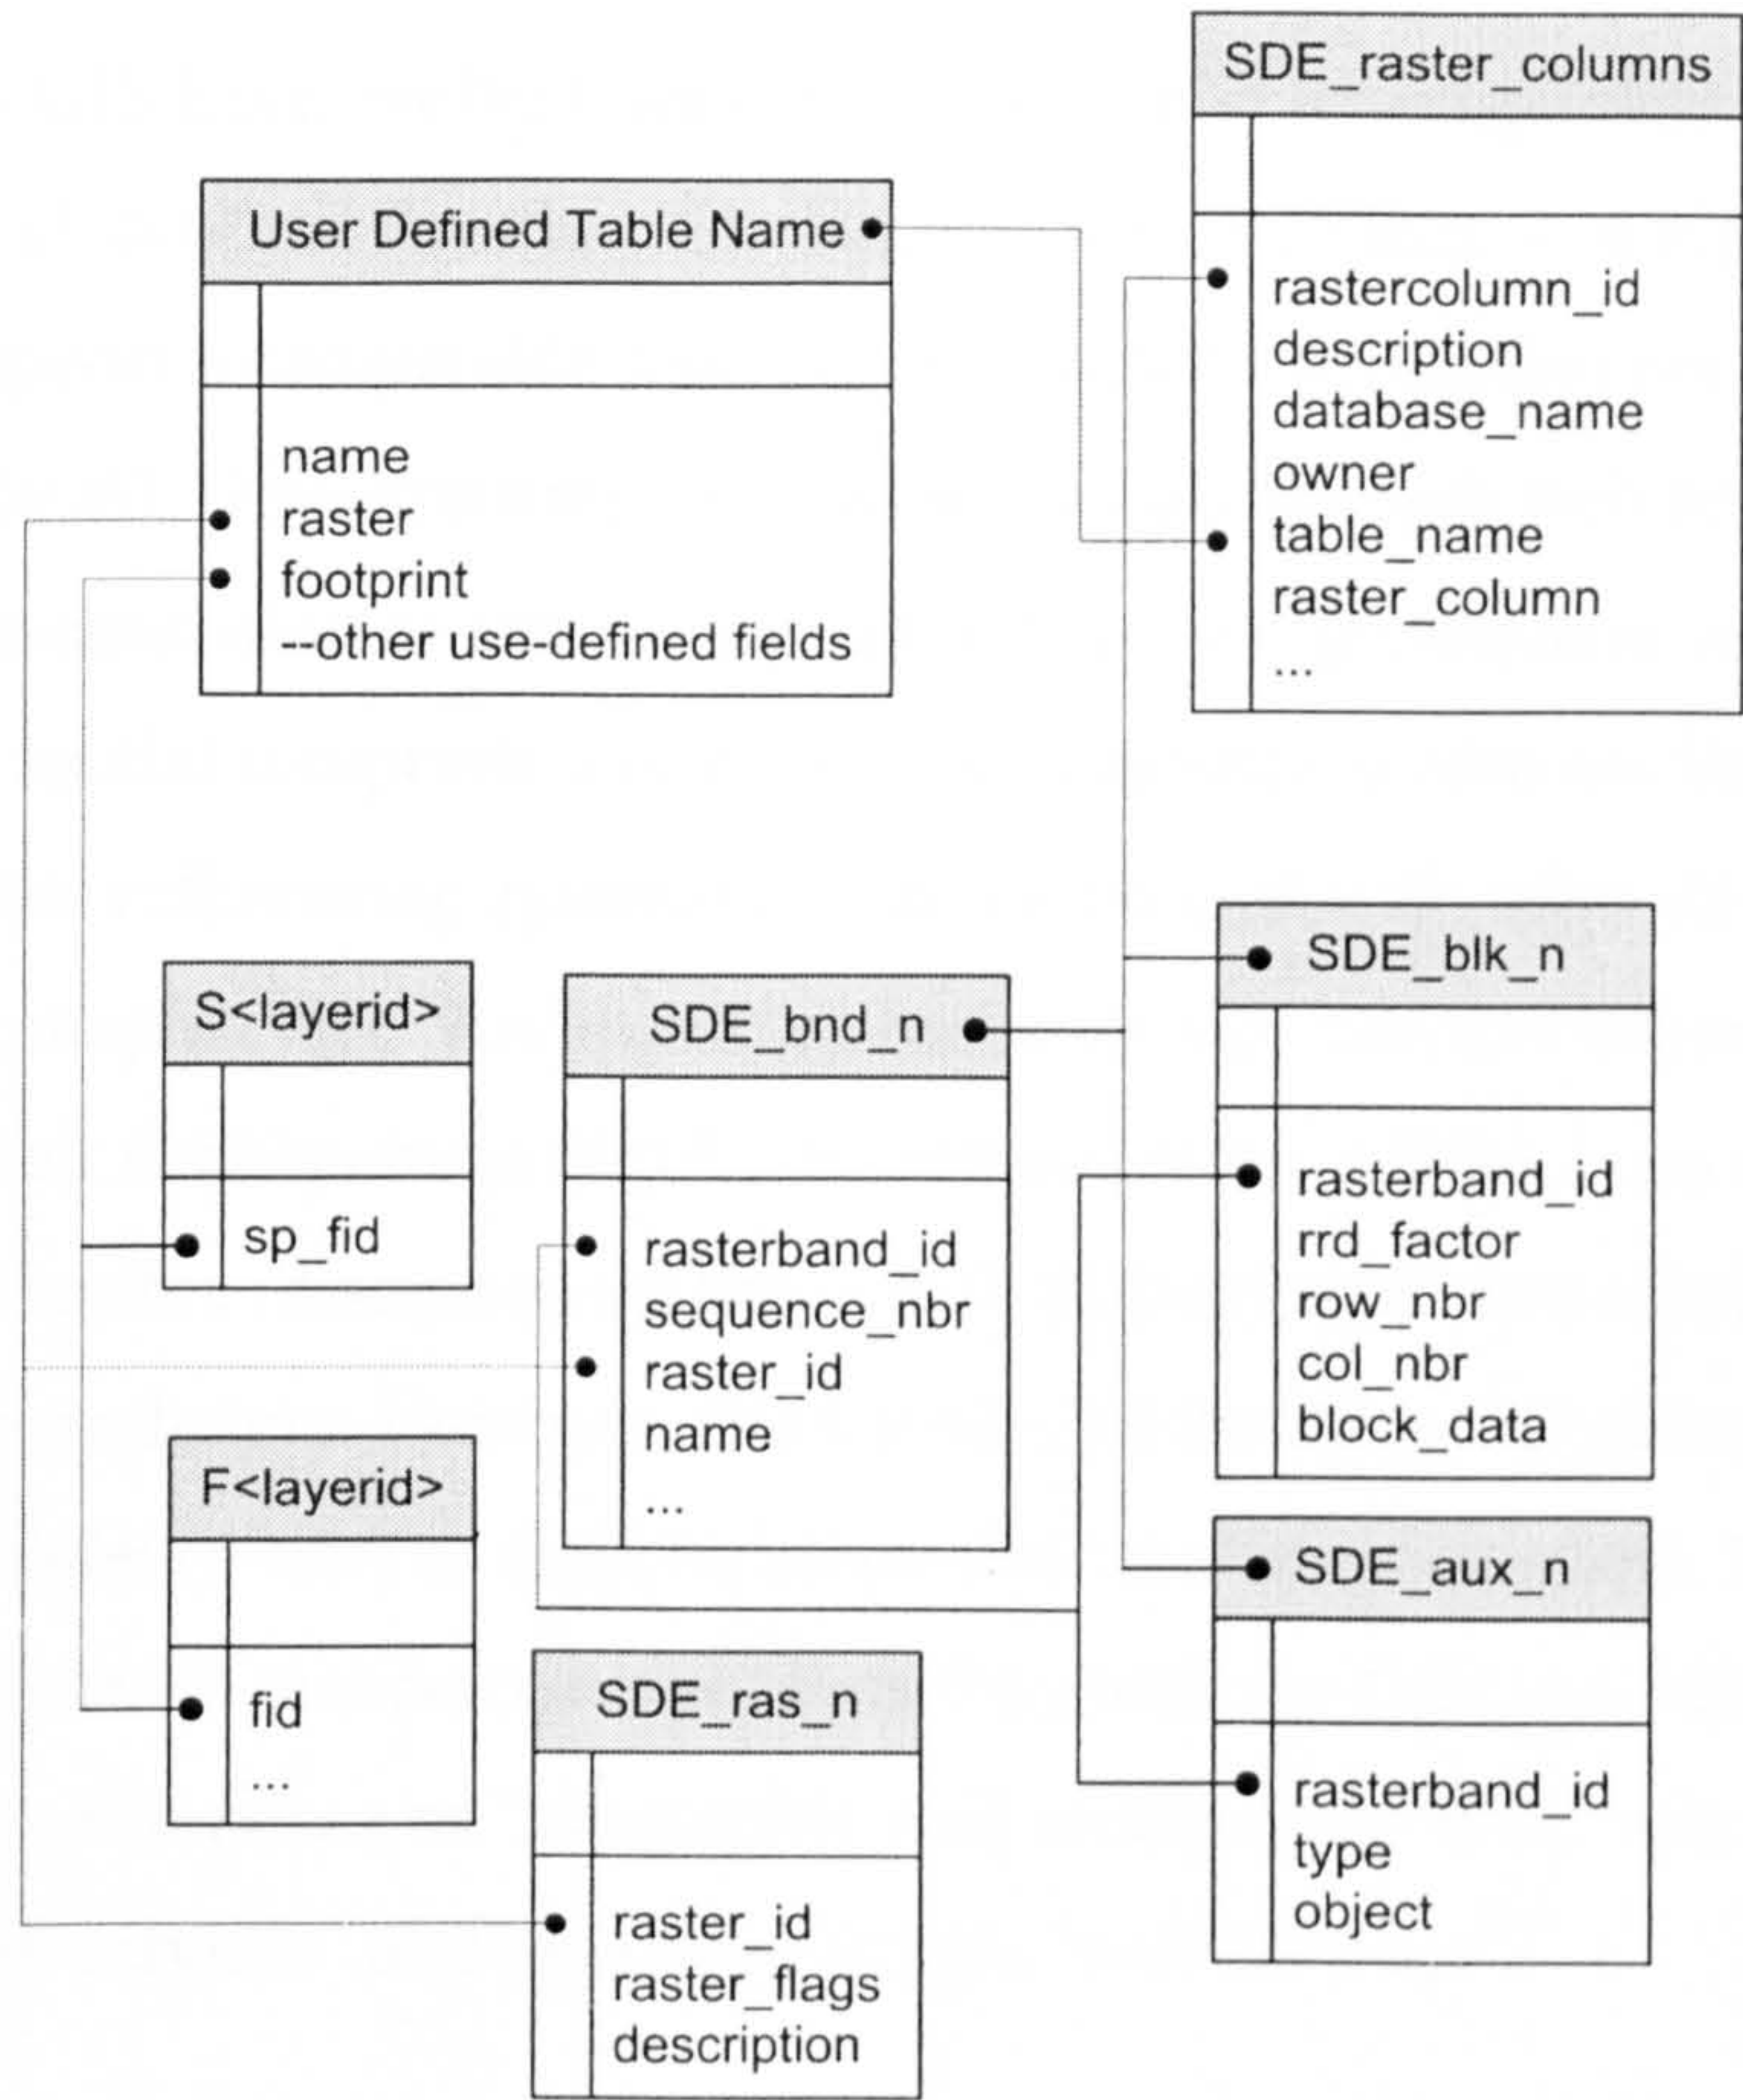 SDE_raster_columns
rastercolumn_id
description
database_name
owner
table_name
raster_column
...
User Defined Table Name
name
raster
footprint
--other use-defined fields
S<layerid>
sp_fid
SDE_bnd_n
rasterband_id
sequence_nbr
raster_id
name
...
SDE_blk_n
rasterband_id
rrd_factor
row_nbr
col_nbr
block_data
F<layerid>
fid
...
SDE_ras_n
raster_id
raster_flags
description
SDE_aux_n
rasterband_id
type
object